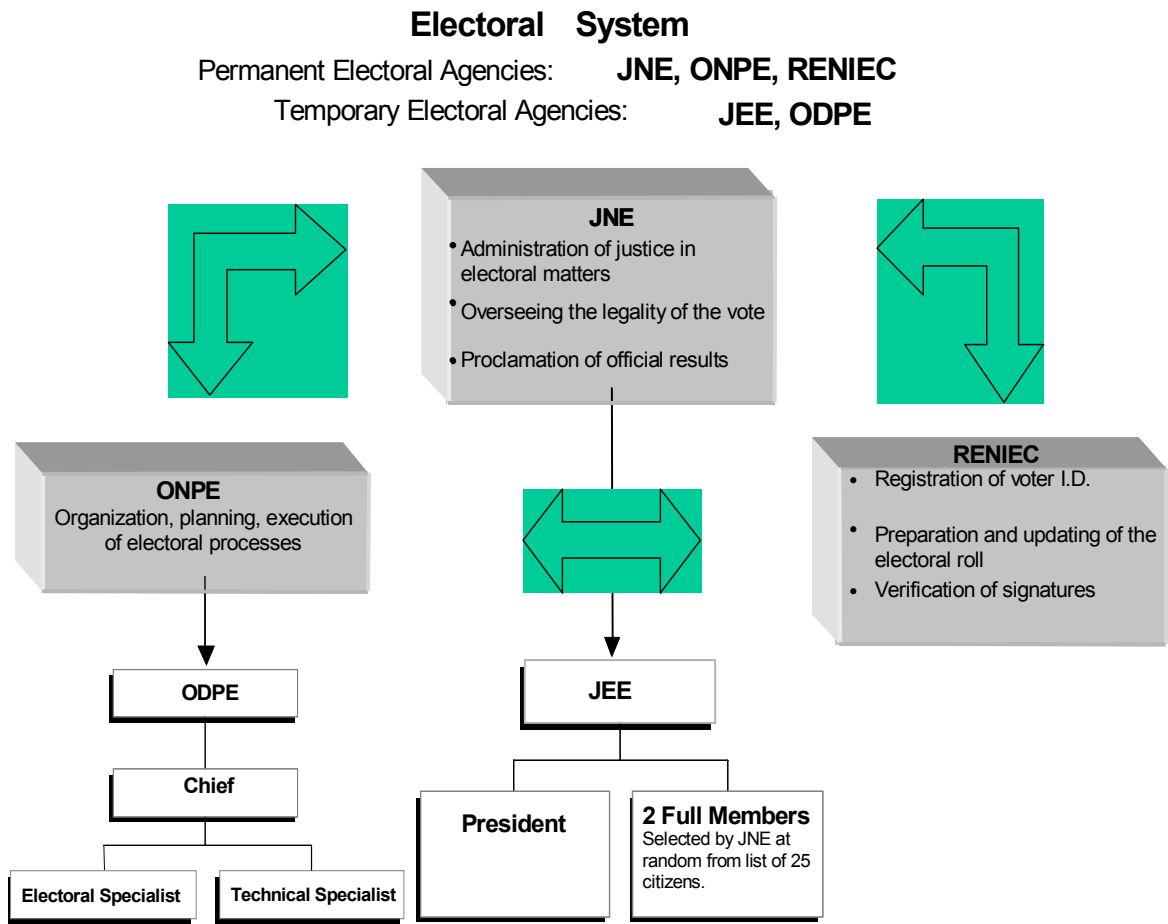 Electoral System
Permanent Electoral Agencies: JNE, ONPE, RENIEC
Temporary Electoral Agencies: JEE, ODPE
JNE
• Administration of justice in
electoral matters
• Overseeing the legality of the vote
• Proclamation of official results
ONPE
Organization, planning, execution
of electoral processes
RENIEC
• Registration of voter I.D.
• Preparation and updating of the
electoral roll
• Verification of signatures
ODPE
Chief
Electoral Specialist
Technical Specialist
JEE
President
2 Full Members
Selected by JNE at
random from list of 25
citizens.